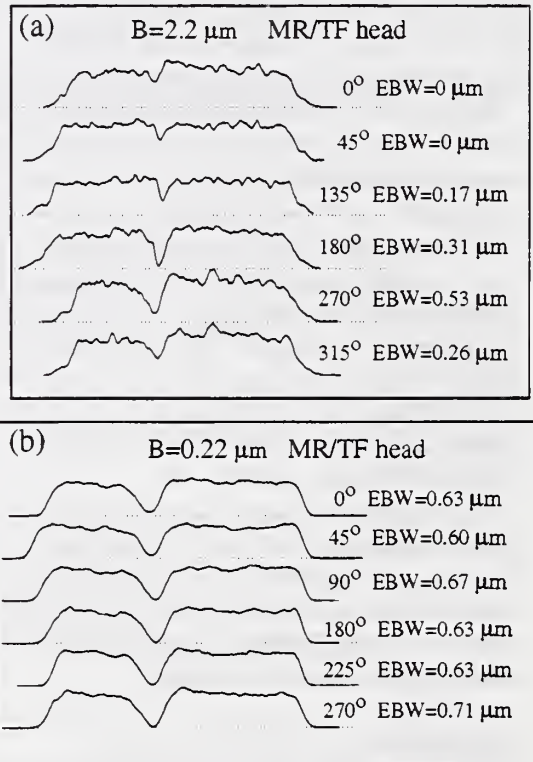 (a)
B=2.2 µm MR/TF head
0° EBW=0 µm
45° EBW=0 µm
135° EBW=0.17 µm
180° EBW=0.31 µm
270° EBW=0.53 µm
315° EBW=0.26 µm
(b)
B=0.22 µm MR/TF head
0° EBW=0.63 µm
45° EBW=0.60 µm
90° EBW=0.67 µm
180° EBW=0.63 µm
225° EBW=0.63 µm
270° EBW=0.71 µm